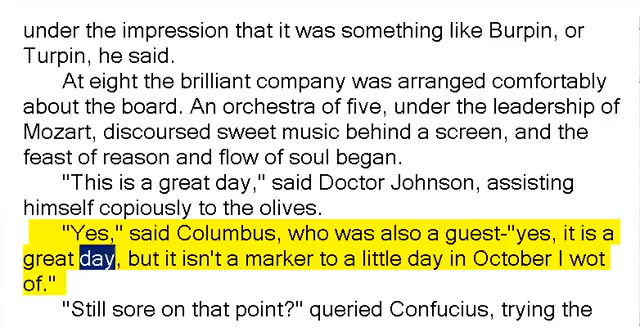 under the impression that it was something like Burpin, or
Turpin, he said.
At eight the brilliant company was arranged comfortably
about the board. An orchestra of five, under the leadership of
Mozart, discoursed sweet music behind a screen, and the
feast of reason and flow of soul began.
"This is a great day," said Doctor Johnson, assisting
himself copiously to the olives.
"Yes," said Columbus, who was also a guest-"yes, it is a
great day, but it isn't a marker to a little day in October I wot
of."
"Still sore on that point?" queried Confucius, trying the